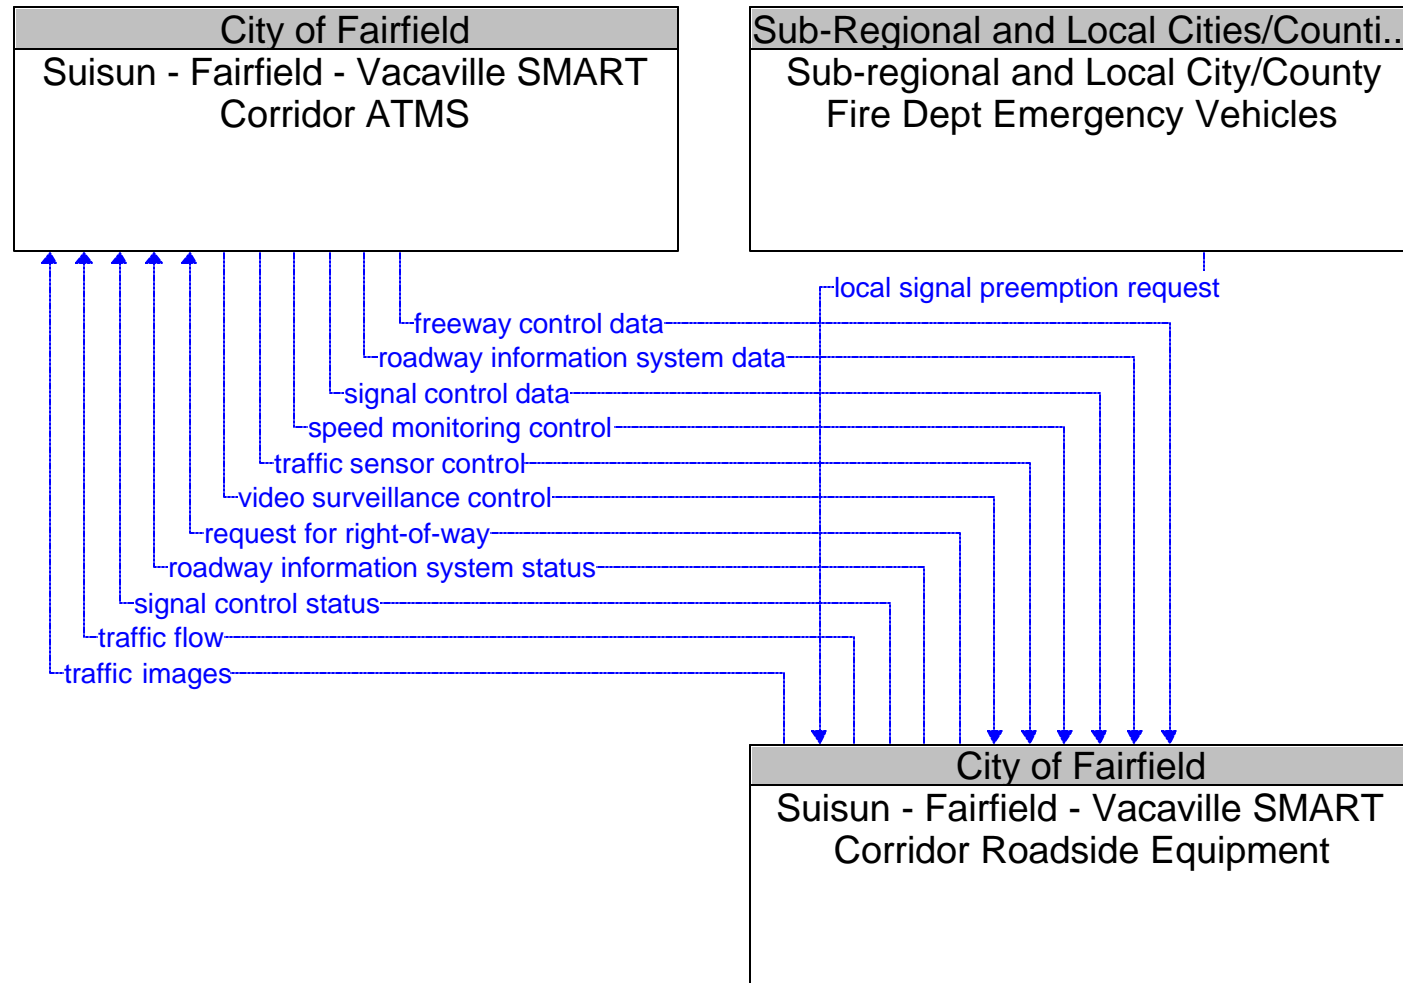 City of Fairfield
Suisun - Fairfield - Vacaville SMART
Corridor ATMS
Sub-Regional and Local Cities/Counti..
Sub-regional and Local City/County
Fire Dept Emergency Vehicles
local signal preemption request
freeway control data
roadway information system data
signal control data
speed monitoring control
traffic sensor control
video surveillance control
request for right-of-way
roadway information system status
signal control status
traffic flow
traffic images
City of Fairfield
Suisun - Fairfield - Vacaville SMART
Corridor Roadside Equipment